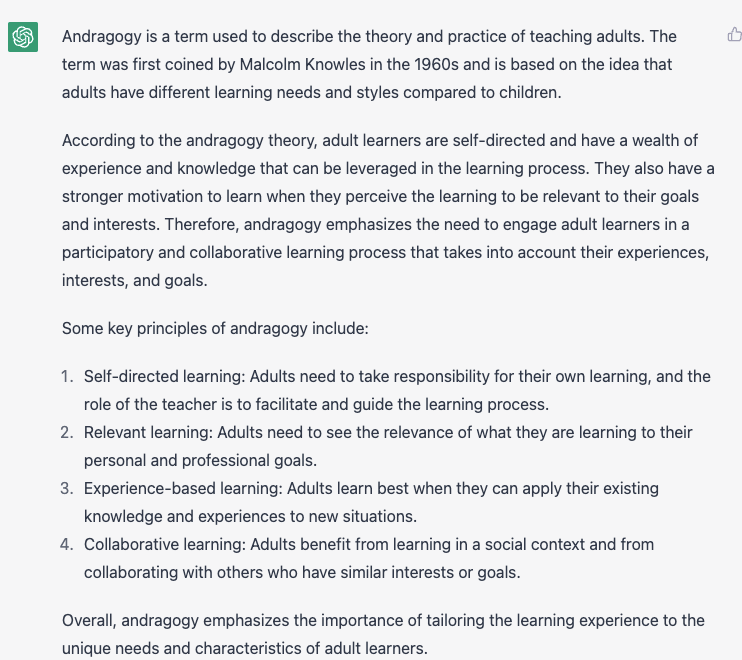 Andragogy is a term used to describe the theory and practice of teaching adults. The
term was first coined by Malcolm Knowles in the 1960s and is based on the idea that
adults have different learning needs and styles compared to children.
According to the andragogy theory, adult learners are self-directed and have a wealth of
experience and knowledge that can be leveraged in the learning process. They also have a
stronger motivation to learn when they perceive the learning to be relevant to their goals
and interests. Therefore, andragogy emphasizes the need to engage adult learners in a
participatory and collaborative learning process that takes into account their experiences,
interests, and goals.
Some key principles of andragogy include:
1. Self-directed learning: Adults need to take responsibility for their own learning, and the
role of the teacher is to facilitate and guide the learning process.
2. Relevant learning: Adults need to see the relevance of what they are learning to their
personal and professional goals.
3. Experience-based learning: Adults learn best when they can apply their existing
knowledge and experiences to new situations.
4. Collaborative learning: Adults benefit from learning in a social context and from
collaborating with others who have similar interests or goals.
Overall, andragogy emphasizes the importance of tailoring the learning experience to the
unique needs and characteristics of adult learners.